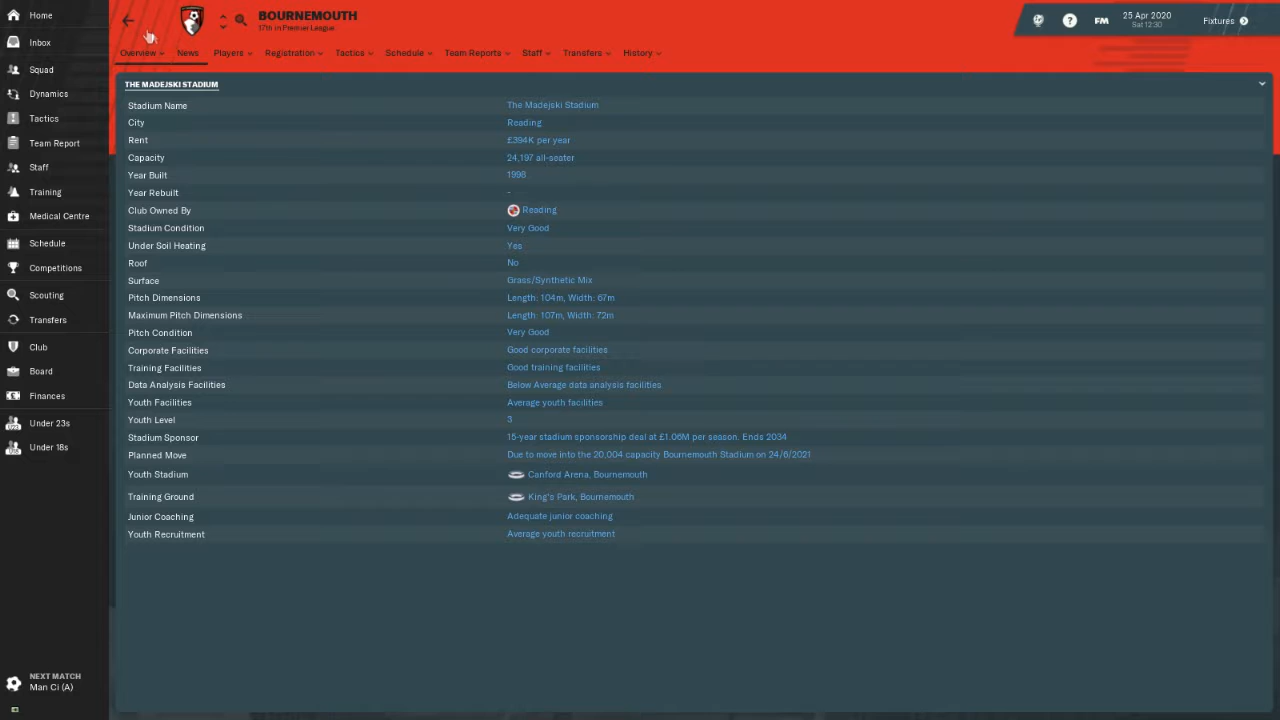 Home
Inbox
Squad
Dynamics
Tactics
Team Report
Staff
Training
Medical Centre
Schedule
Competitions
Scouting
Transfers
Club
Board
Finances
Under 23s
Under 18s
NEXT MATCH
Man Ci (A)
BOURNEMOUTH
17th in Premier League
FM
25 Apr 2020
Sat 12:30
Fixtures
Overview News Players Registration Tactics Schedule Team Reports Staff Transfers History
THE MADEJSKI STADIUM
Stadium Name The Madejski Stadium
City Reading
Rent £394K per year
Capacity 24,197 all-seater
Year Built 1998
Year Rebuilt -
Club Owned By Reading
Stadium Condition Very Good
Under Soil Heating Yes
Roof No
Surface Grass/Synthetic Mix
Pitch Dimensions Length: 104m, Width: 67m
Maximum Pitch Dimensions Length: 107m, Width: 72m
Pitch Condition Very Good
Corporate Facilities Good corporate facilities
Training Facilities Good training facilities
Data Analysis Facilities Below Average data analysis facilities
Youth Facilities Average youth facilities
Youth Level 3
Stadium Sponsor 15-year stadium sponsorship deal at £1.06M per season. Ends 2034
Planned Move Due to move into the 20,004 capacity Bournemouth Stadium on 24/6/2021
Youth Stadium Canford Arena, Bournemouth
Training Ground King's Park, Bournemouth
Junior Coaching Adequate junior coaching
Youth Recruitment Average youth recruitment